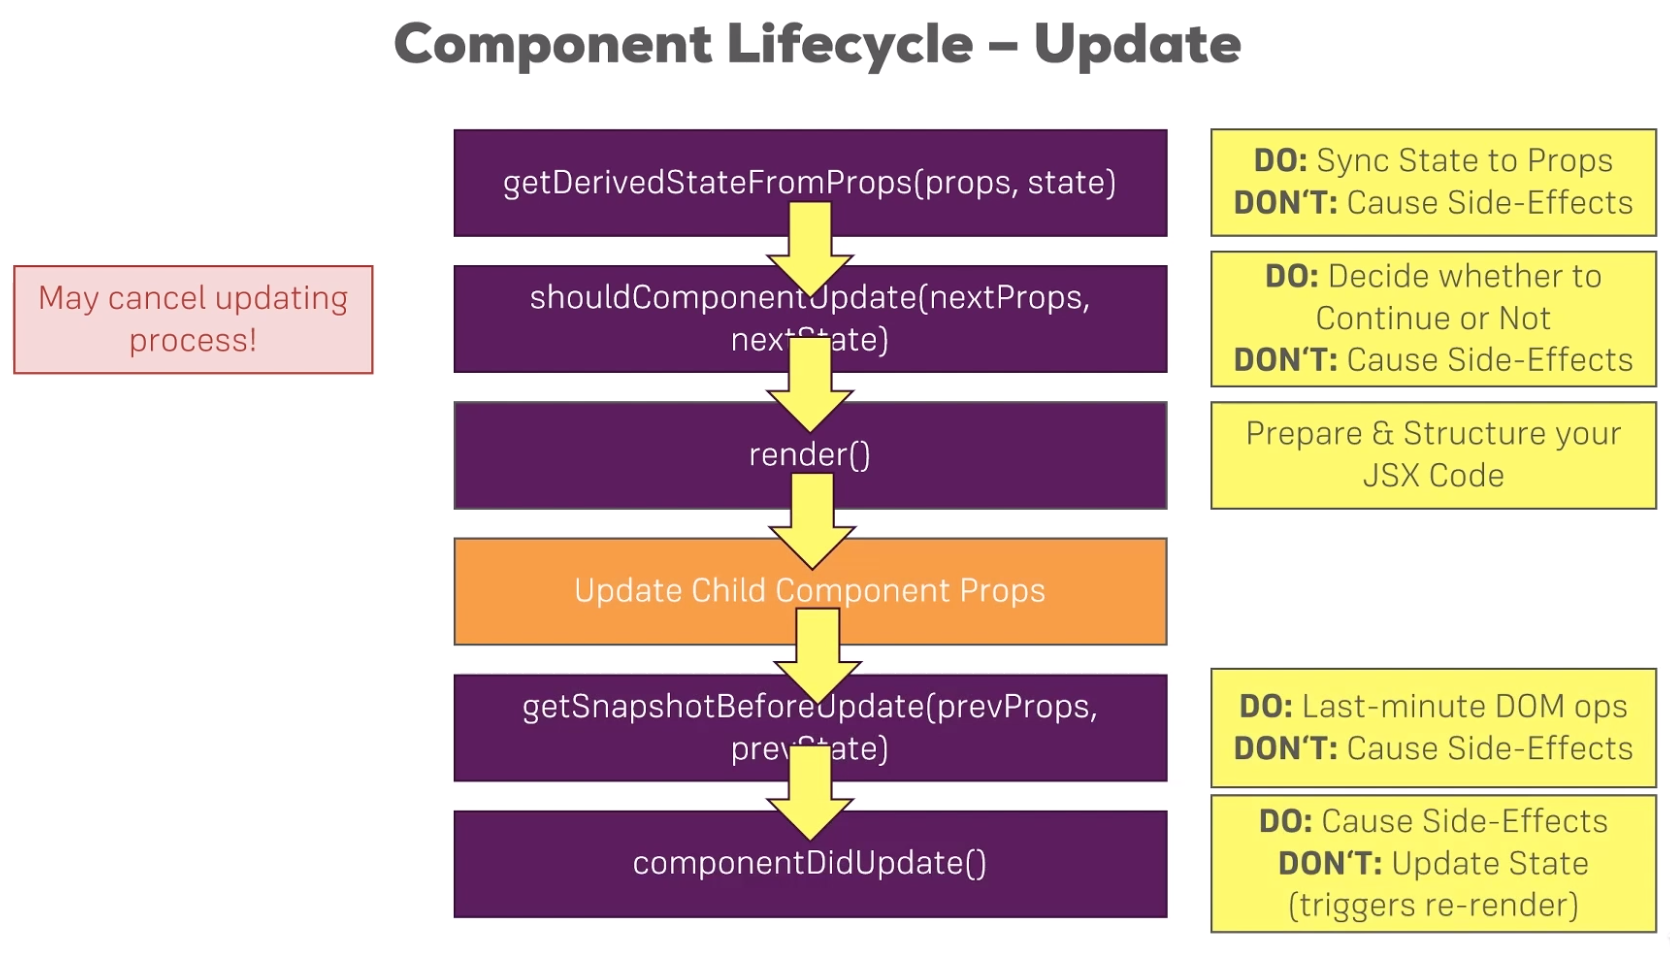 Component Lifecycle – Update
getDerivedStateFromProps(props, state)
DO: Sync State to Props
DON‘T: Cause Side-Effects
May cancel updating
process!
shouldComponentUpdate(nextProps,
nextState)
DO: Decide whether to
Continue or Not
DON‘T: Cause Side-Effects
render()
Prepare & Structure your
JSX Code
Update Child Component Props
getSnapshotBeforeUpdate(prevProps,
prevState)
DO: Last-minute DOM ops
DON‘T: Cause Side-Effects
componentDidUpdate()
DO: Cause Side-Effects
DON‘T: Update State
(triggers re-render)